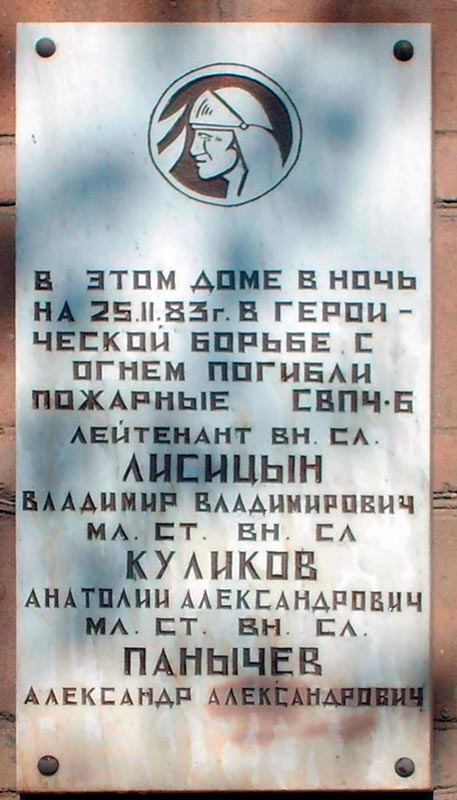 В ЭТОМ ДОМЕ В НОЧЬ
НА 25.11.83г. В ГЕРОИ-
ЧЕСКОЙ БОРЬБЕ С
ОГНЕМ ПОГИБЛИ
ПОЖАРНЫЕ СВПЧ-6
ЛЕЙТЕНАНТ ВН. СЛ.
ЛИСИЦЫН
ВЛАДИМИР ВЛАДИМИРОВИЧ
МЛ. СТ. ВН. СЛ
КУЛИКОВ
АНАТОЛИЙ АЛЕКСАНДРОВИЧ
МЛ. СТ. ВН. СЛ.
ПАНЫЧЕВ
АЛЕКСАНДР АЛЕКСАНДРОВИЧ